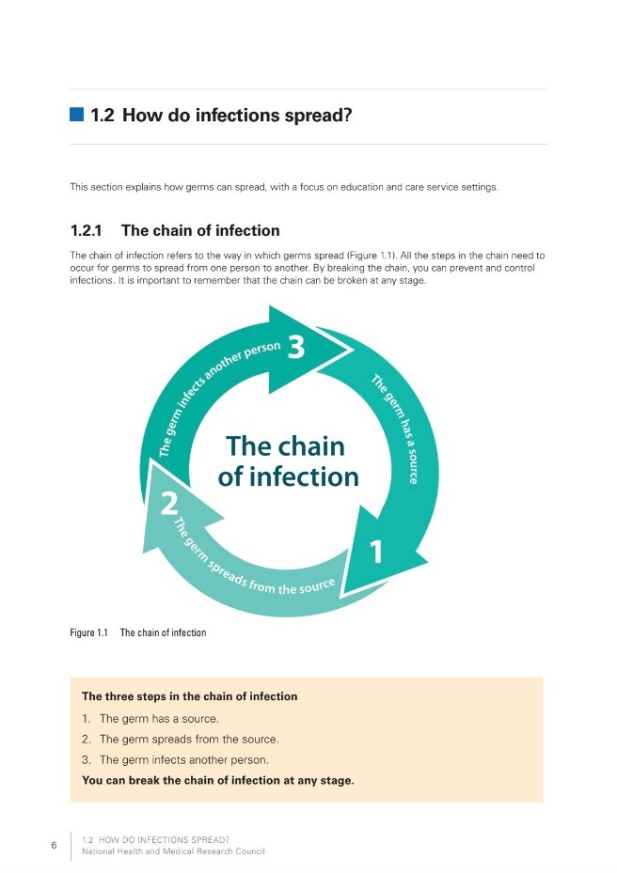 1.2 How do infections spread?
This section explains how germs can spread, with a focus on education and care service settings.
1.2.1 The chain of infection
The chain of infection refers to the way in which germs spread (Figure 1.1). All the steps in the chain need to
occur for germs to spread from one person to another. By breaking the chain, you can prevent and control
infections. It is important to remember that the chain can be broken at any stage.
The germ infects another person 3
The germ has a source
The chain
of infection
2
1
The germ spreads from the source
Figure 1.1 The chain of infection
The three steps in the chain of infection
1. The germ has a source.
2. The germ spreads from the source.
3. The germ infects another person.
You can break the chain of infection at any stage.
6
1.2 HOW DO INFECTIONS SPREAD?
National Health and Medical Research Council